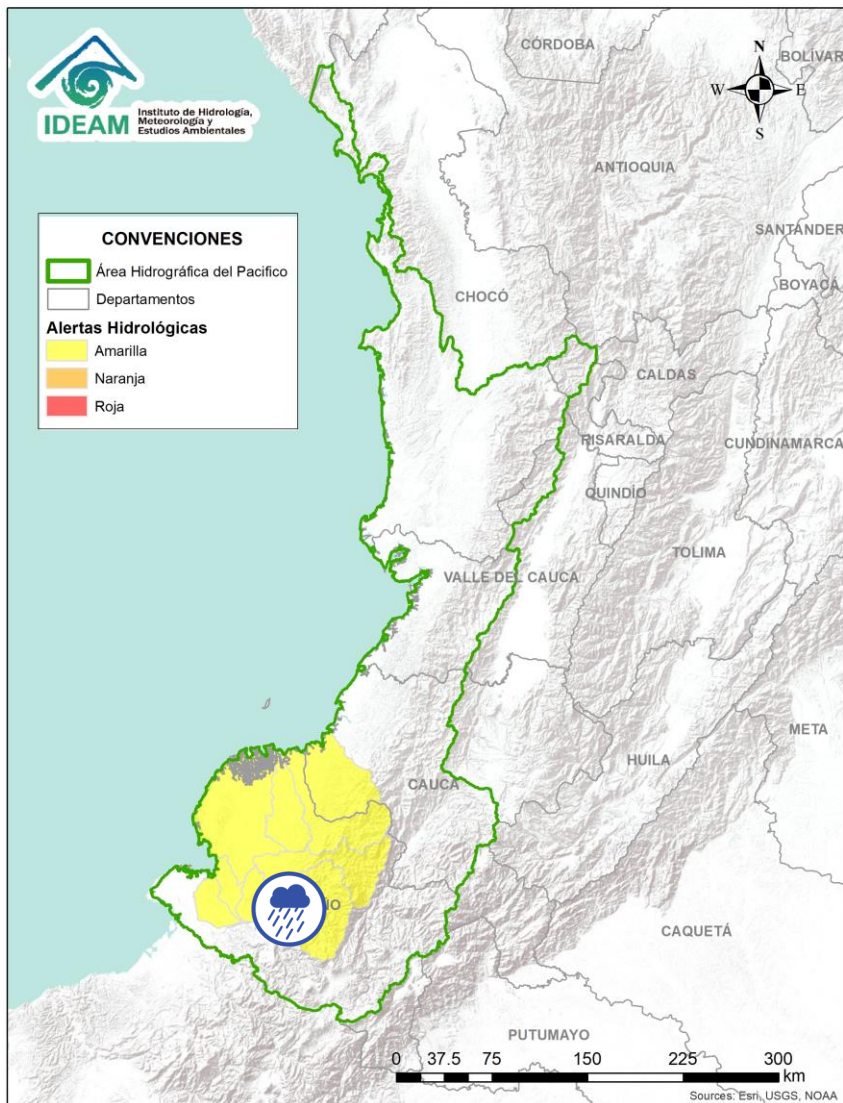 IDEAM
Instituto de Hidrología,
Meteorología y
Estudios Ambientales
N
W
E
S
CONVENCIONES
Área Hidrográfica del Pacifico
Departamentos
Alertas Hidrológicas
Amarilla
Naranja
Roja
CÓRDOBA
BOLÍVAR
ANTIOQUIA
SANTANDER
BOYACÁ
CHOCÓ
CALDAS
RISARALDA
CUNDINAMARCA
QUINDÍO
TOLIMA
VALLE DEL CAUCA
META
HUILA
CAUCA
ÑO
CAQUETÁ
PUTUMAYO
0 37.5 75 150 225 300
km
Sources: Esri, USGS, NOAA